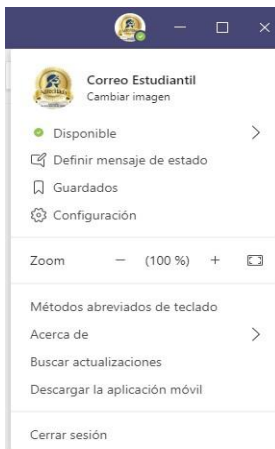 Correo Estudiantil
Cambiar imagen
Disponible
Definir mensaje de estado
Guardados
Configuración
Zoom — (100 %) +
Métodos abreviados de teclado
Acerca de
Buscar actualizaciones
Descargar la aplicación móvil
Cerrar sesión